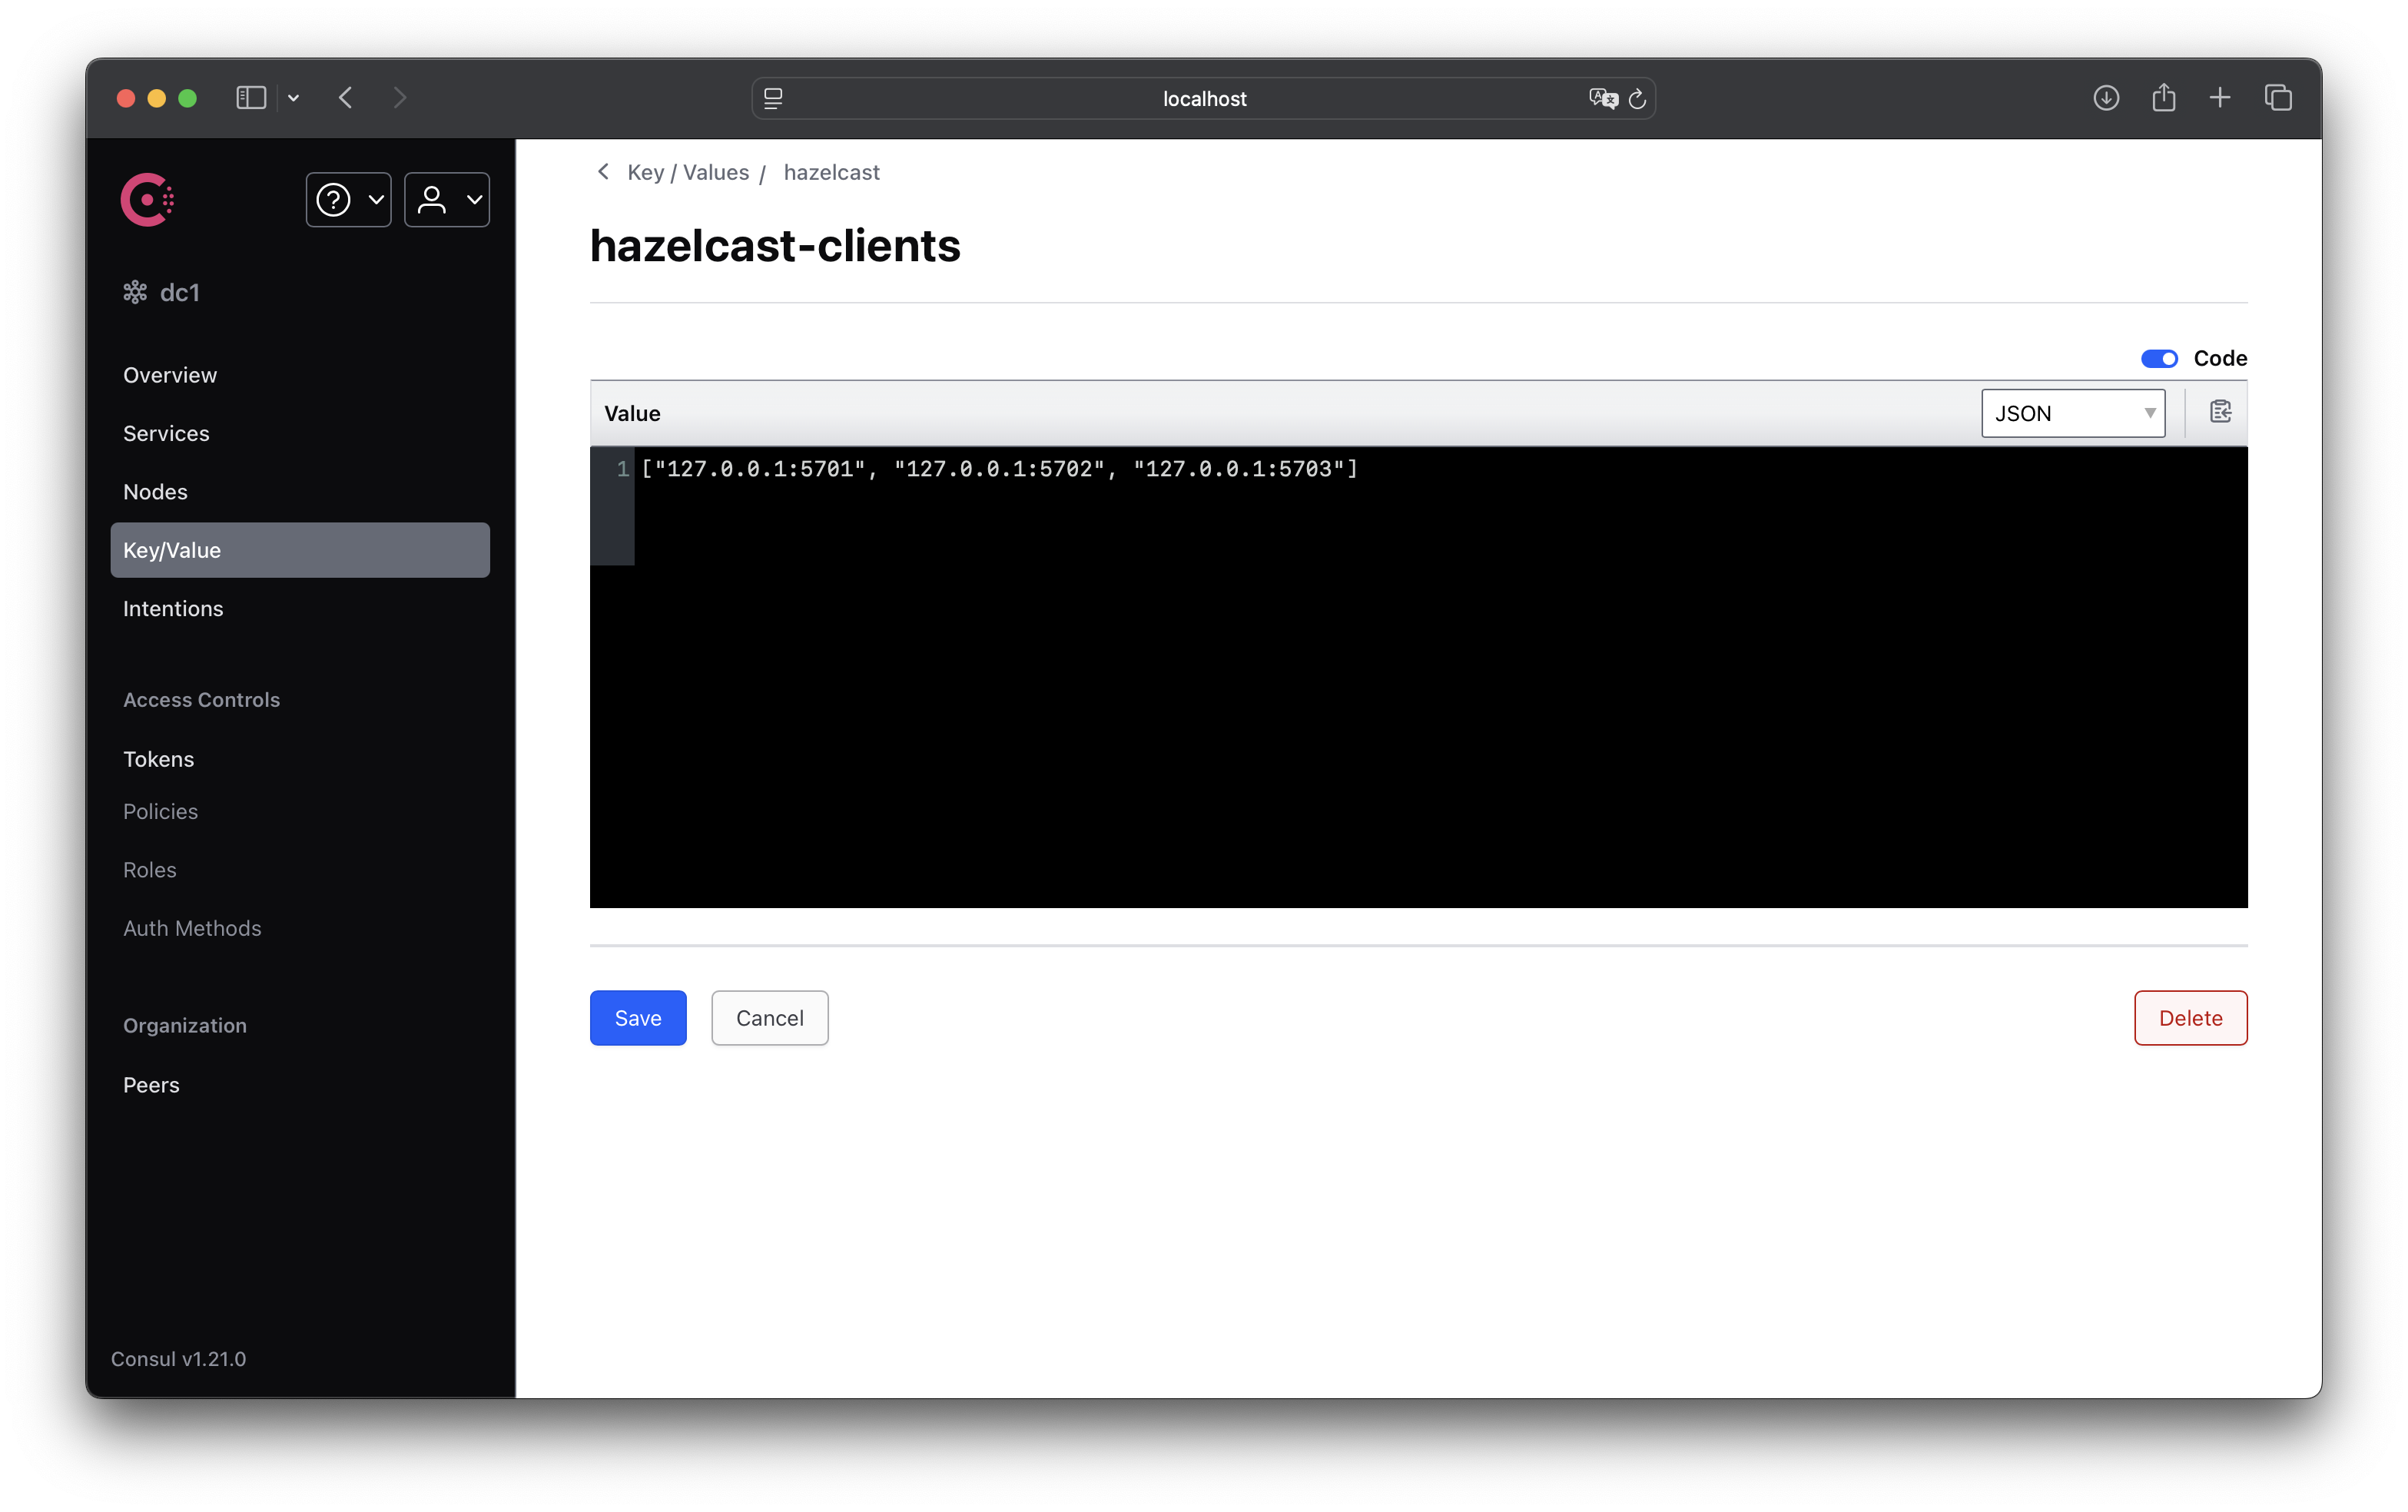 localhost
Key / Values / hazelcast
hazelcast-clients
dc1
Overview
Services
Nodes
Key/Value
Intentions
Access Controls
Tokens
Policies
Roles
Auth Methods
Organization
Peers
Consul v1.21.0
Code
Value
JSON
1 ["127.0.0.1:5701", "127.0.0.1:5702", "127.0.0.1:5703"]
Save
Cancel
Delete